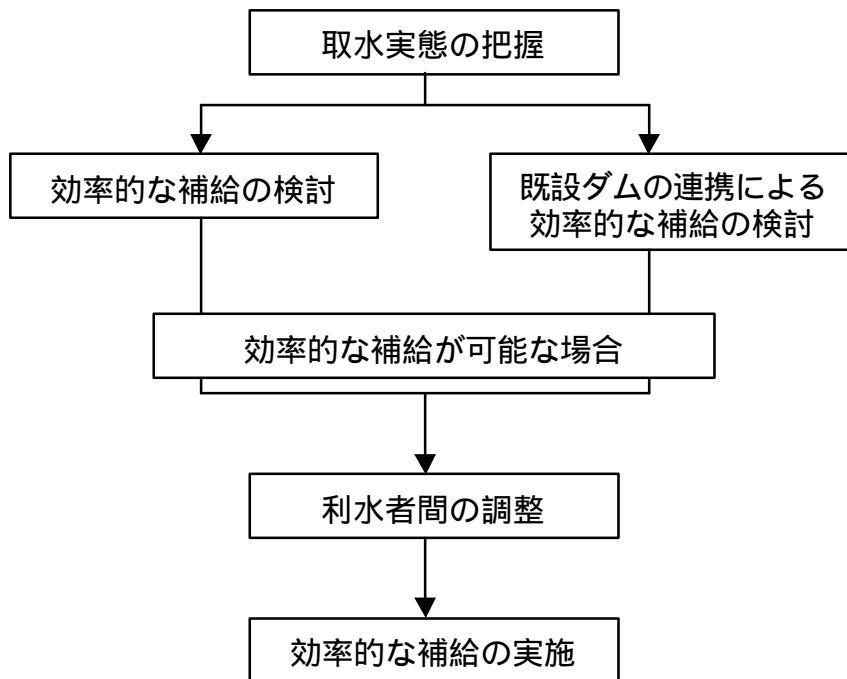 取水実態の把握
効率的な補給の検討
既設ダムの連携による
効率的な補給の検討
効率的な補給が可能な場合
利水者間の調整
効率的な補給の実施